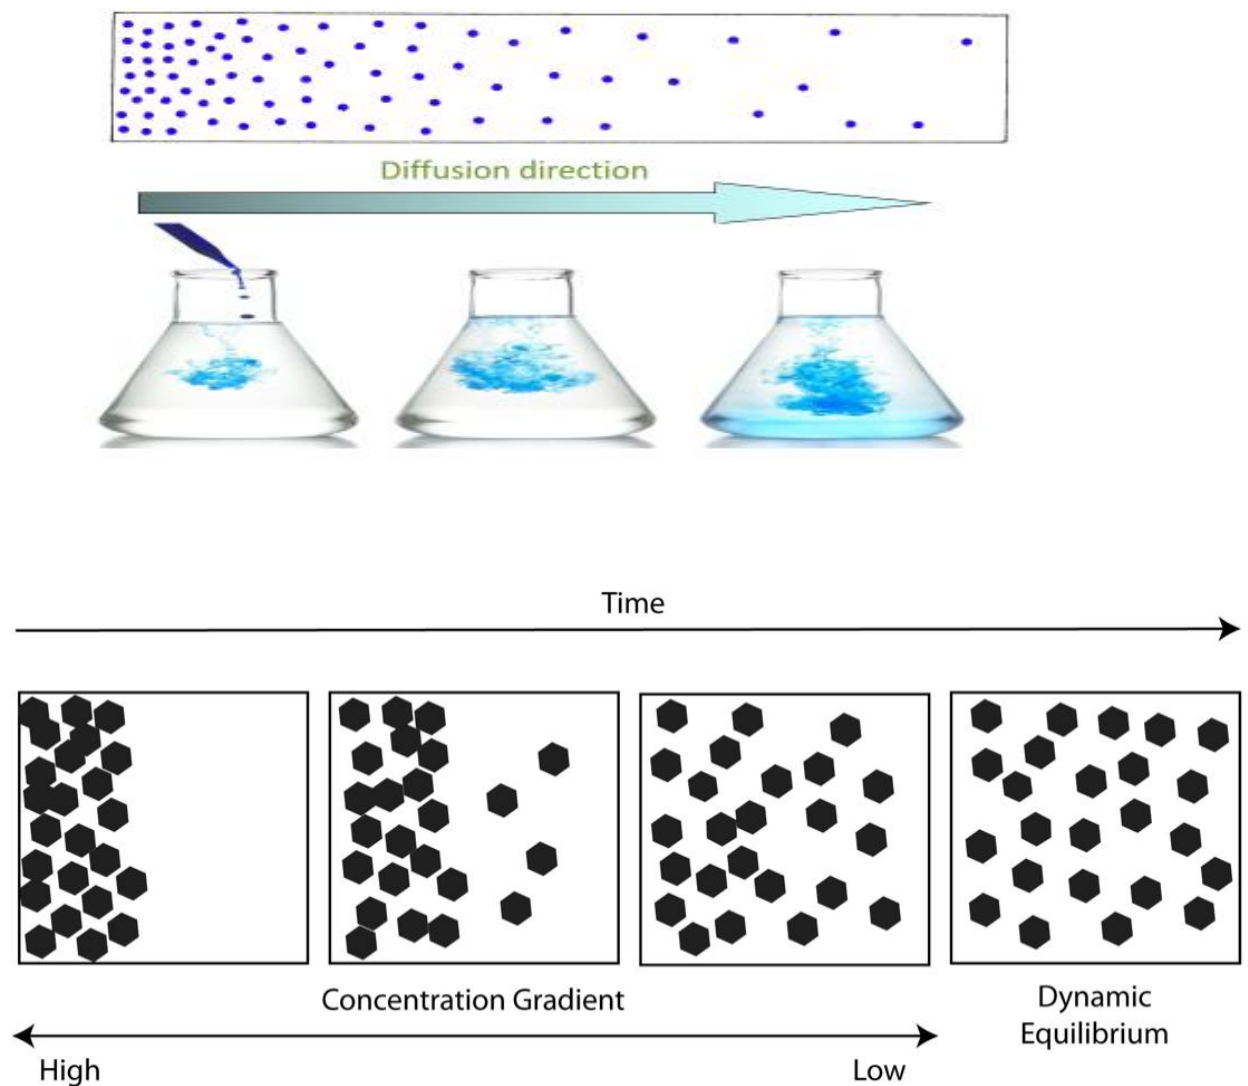 Diffusion direction
Time
Concentration Gradient
Dynamic
Equilibrium
High
Low